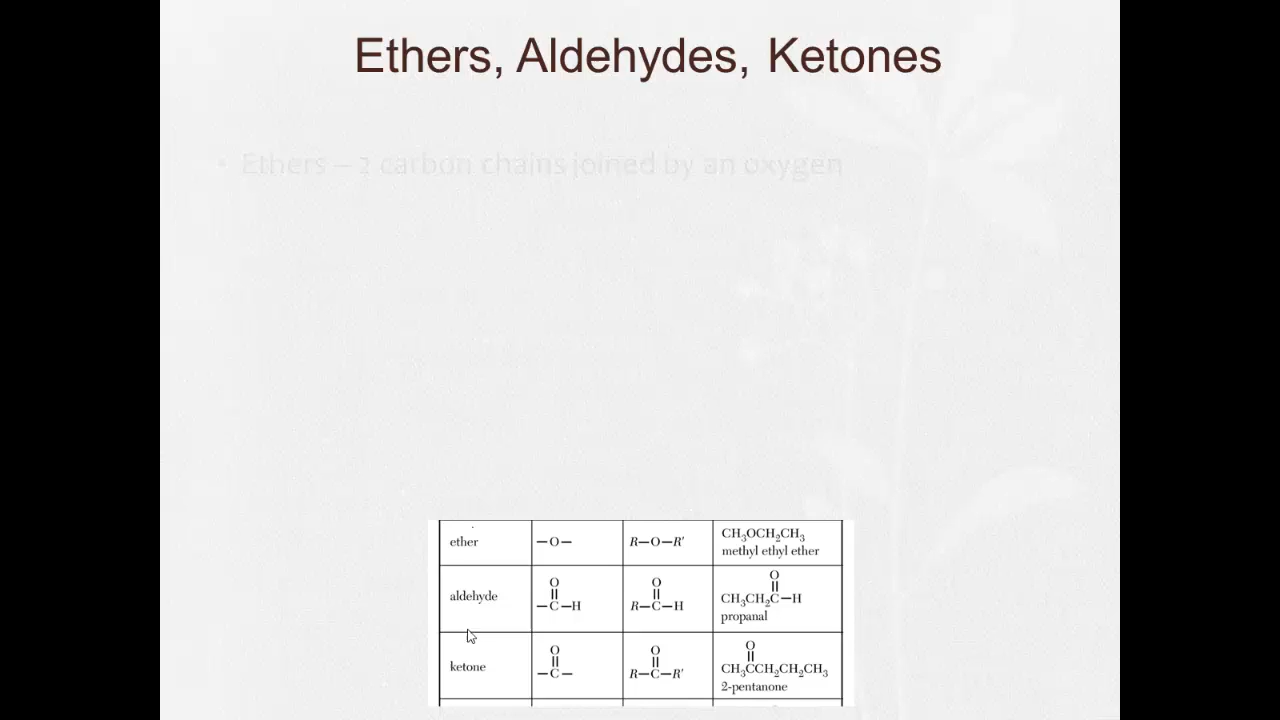 Ethers, Aldehydes, Ketones
• Ethers – 2 carbon chains joined by an oxygen
ether
–O–
R–O–R′
CH₃OCH₂CH₃
methyl ethyl ether
aldehyde
O
||
–C–H
O
||
R–C–H
O
||
CH₃CH₂C–H
propanal
ketone
O
||
–C–
O
||
R–C–R′
O
||
CH₃CCH₂CH₂CH₃
2-pentanone